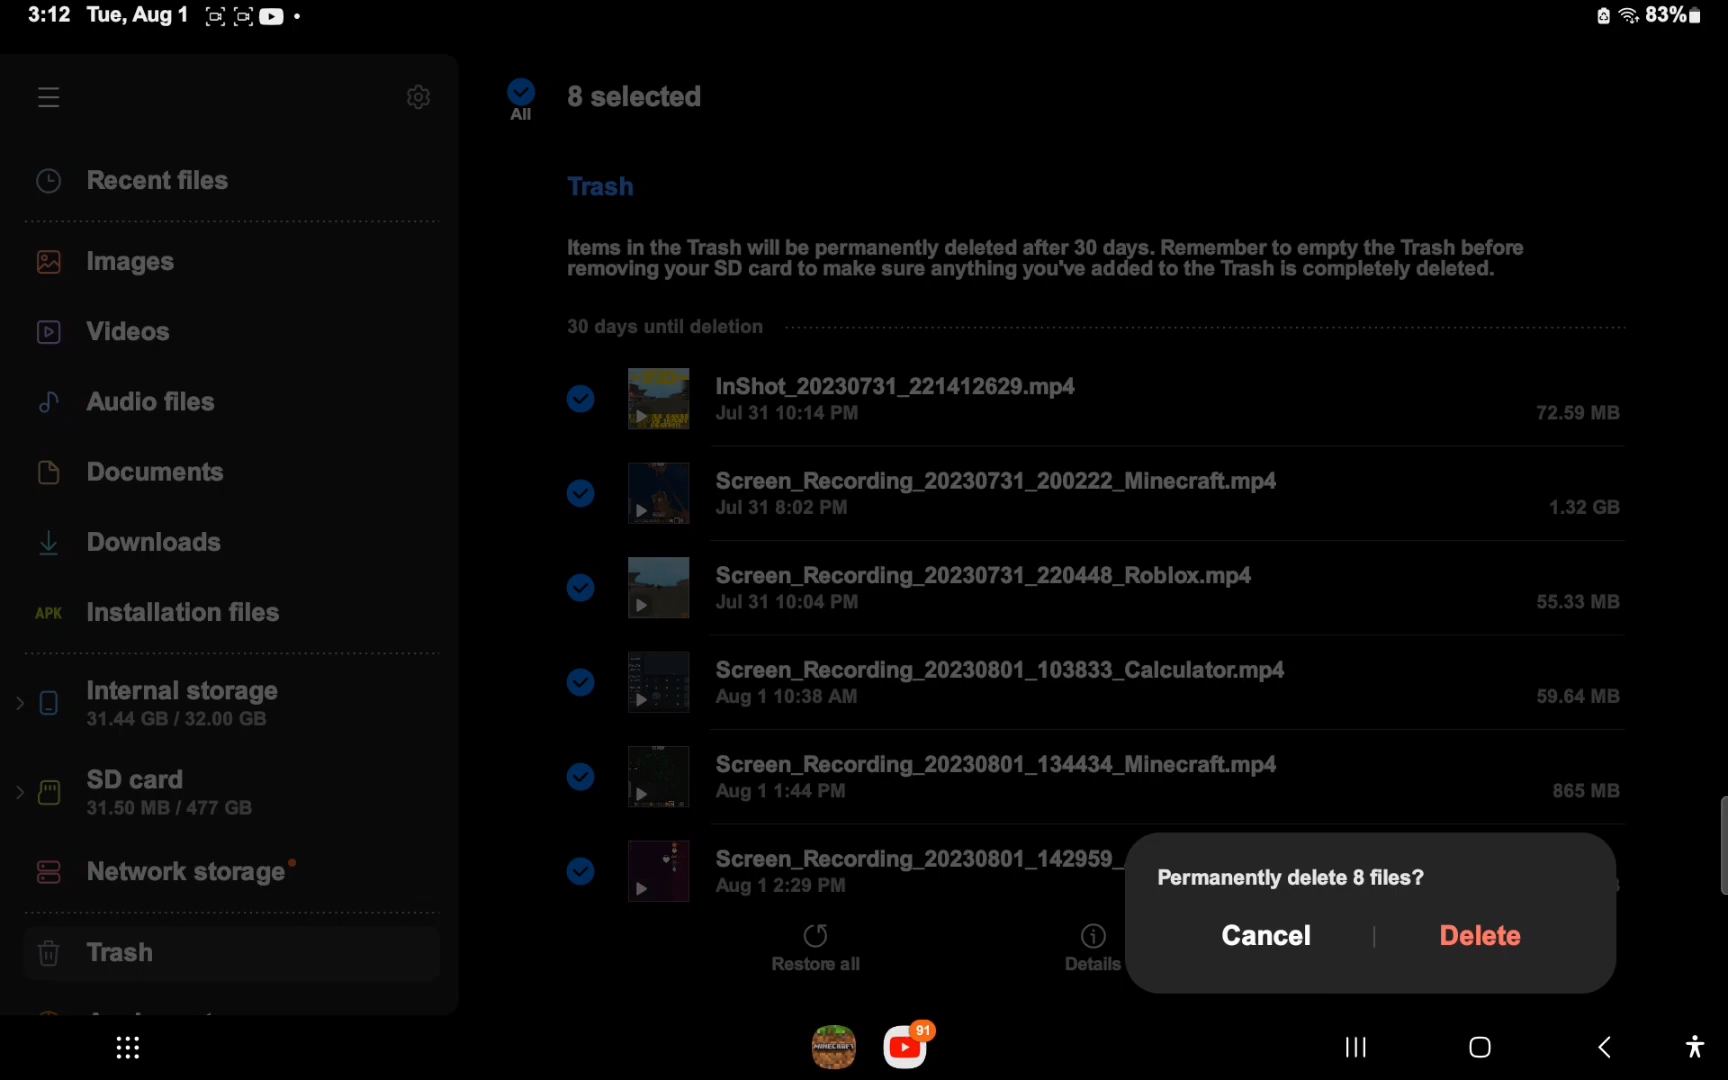 3:12 Tue, Aug 1
83%
All
8 selected
Recent files
Images
Videos
Audio files
Documents
Downloads
APK Installation files
Internal storage
31.44 GB / 32.00 GB
SD card
31.50 MB / 477 GB
Network storage
Trash
Trash
Items in the Trash will be permanently deleted after 30 days. Remember to empty the Trash before
removing your SD card to make sure anything you've added to the Trash is completely deleted.
30 days until deletion
InShot_20230731_221412629.mp4
Jul 31 10:14 PM
72.59 MB
Screen_Recording_20230731_200222_Minecraft.mp4
Jul 31 8:02 PM
1.32 GB
Screen_Recording_20230731_220448_Roblox.mp4
Jul 31 10:04 PM
55.33 MB
Screen_Recording_20230801_103833_Calculator.mp4
Aug 1 10:38 AM
59.64 MB
Screen_Recording_20230801_134434_Minecraft.mp4
Aug 1 1:44 PM
865 MB
Screen_Recording_20230801_142959_
Aug 1 2:29 PM
Restore all
Details
Permanently delete 8 files?
Cancel | Delete
MINECRAFT
91